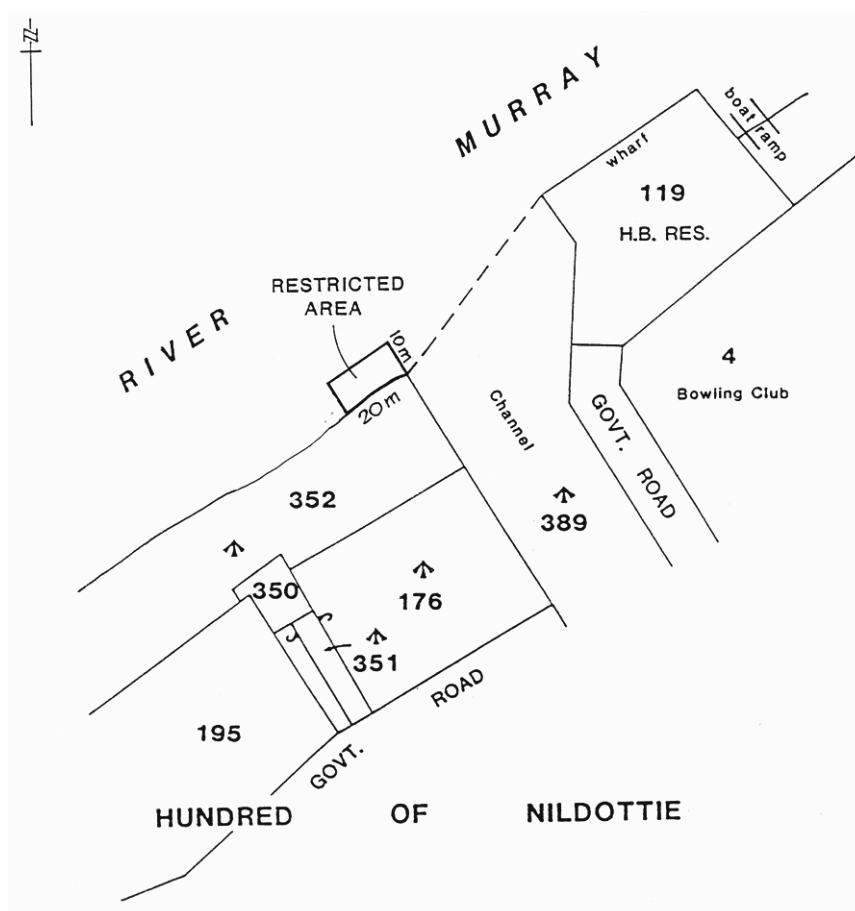 N
RIVER MURRAY
boat ramp
wharf
119
H.B. RES.
RESTRICTED
AREA
10m
20m
4
Bowling Club
Channel
GOVT. ROAD
352
389
350
176
351
195
GOVT. ROAD
HUNDRED OF NILDOTTIE